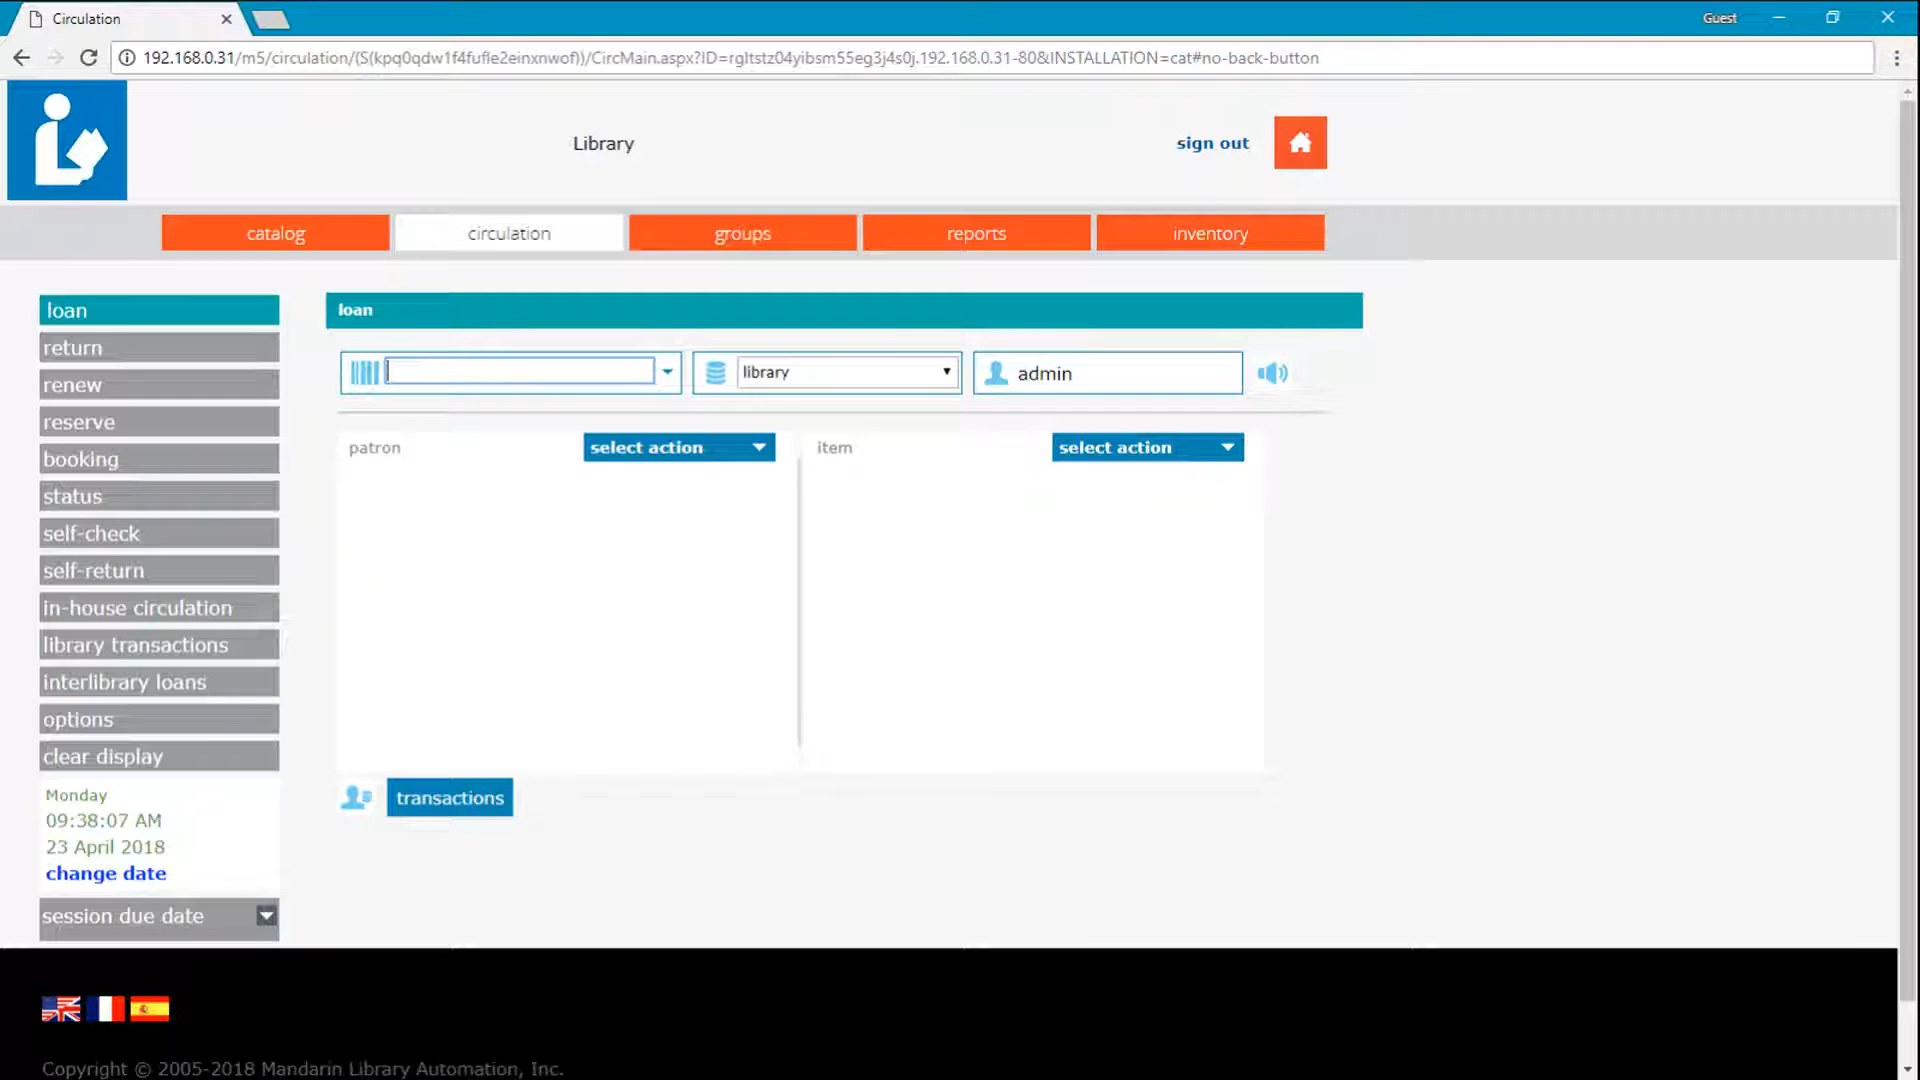 Circulation
Guest
192.168.0.31/m5/circulation/(S(kpq0qdw1f4fufle2einxnwof))/CircMain.aspx?ID=rgltstz04yibsm55eg3j4s0j.192.168.0.31-80&INSTALLATION=cat#no-back-button
Library
sign out
catalog
circulation
groups
reports
inventory
loan
return
renew
reserve
booking
status
self-check
self-return
in-house circulation
library transactions
interlibrary loans
options
clear display
Monday
09:38:07 AM
23 April 2018
change date
session due date
loan
library
admin
patron
select action
item
select action
transactions
Copyright © 2005-2018 Mandarin Library Automation, Inc.